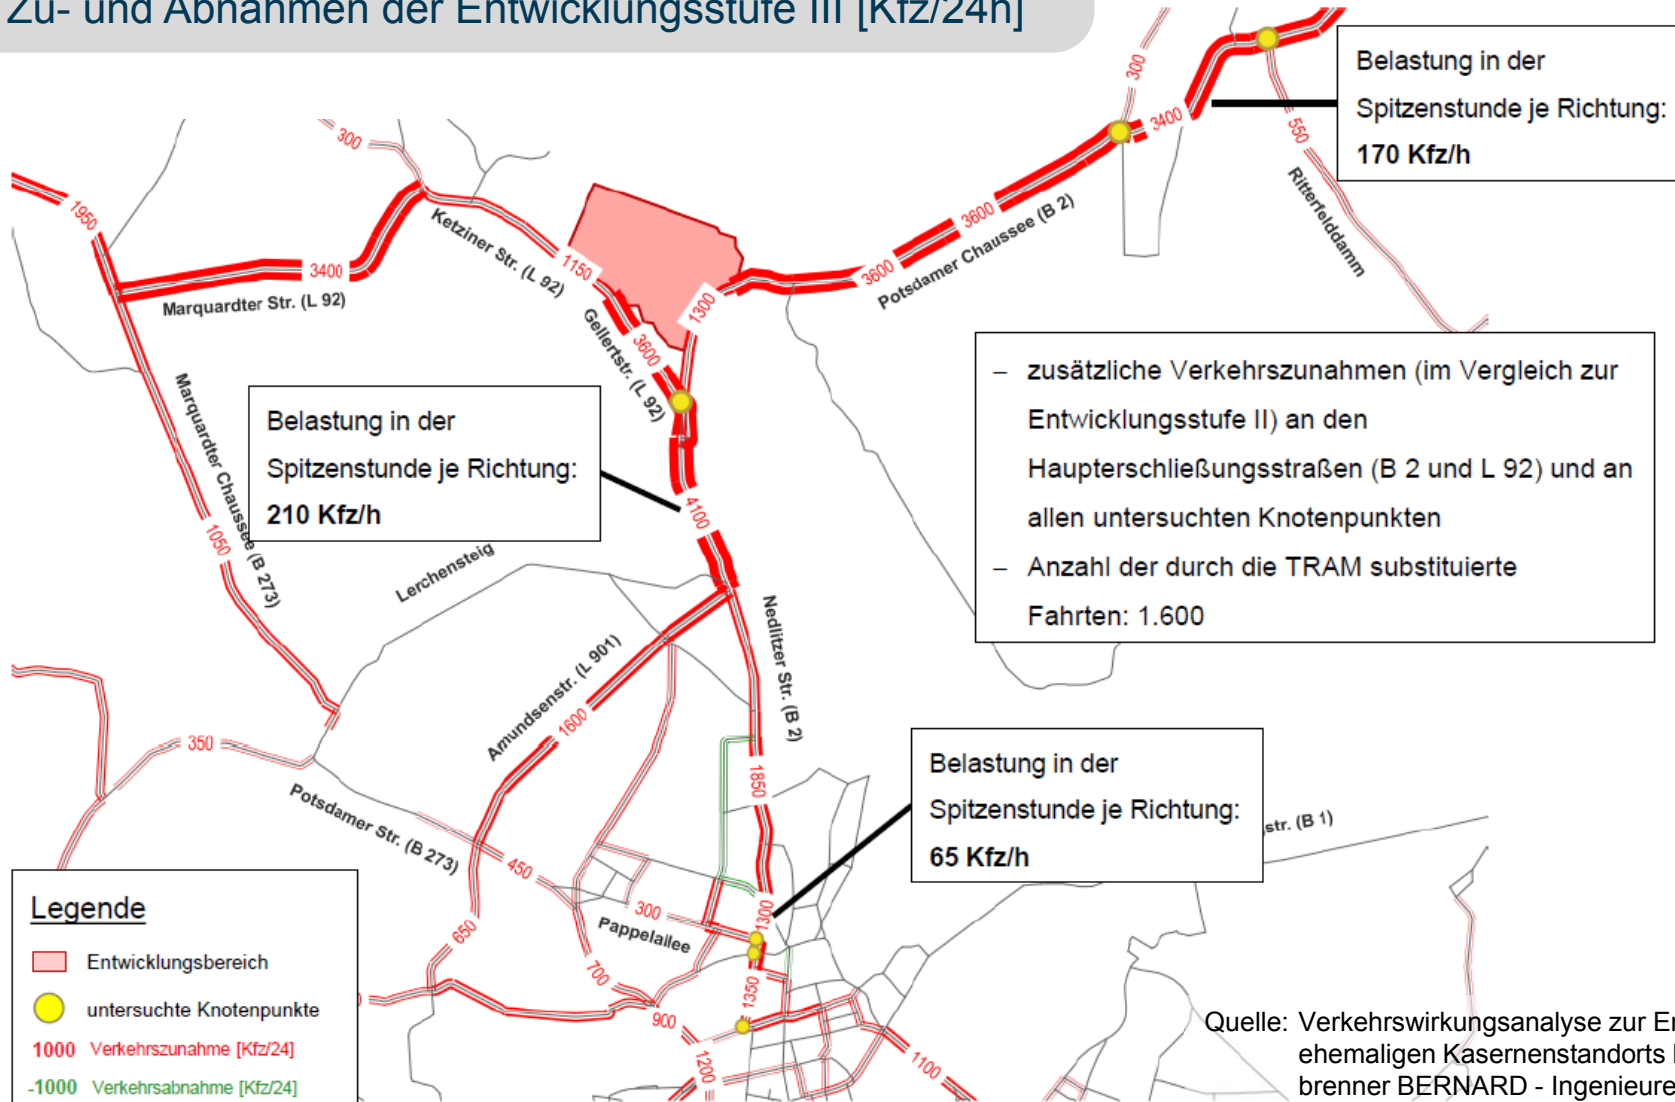 Zu- und Abnahmen der Entwicklungsstufe III [Kfz/24h]
Belastung in der
Spitzenstunde je Richtung:
170 Kfz/h
300
3400
550
Ritterfelddamm
300
1950
3400
Marquardter Str. (L 92)
Ketziner Str. (L 92)
1150
Gellertstr. (L 92)
3600
1300
3600
3600
Potsdamer Chaussee (B 2)
– zusätzliche Verkehrszunahmen (im Vergleich zur
Entwicklungsstufe II) an den
Haupterschließungsstraßen (B 2 und L 92) und an
allen untersuchten Knotenpunkten
– Anzahl der durch die TRAM substituierte
Fahrten: 1.600
Belastung in der
Spitzenstunde je Richtung:
210 Kfz/h
4100
Marquardter Chaussee (B 273)
1050
Lerchensteig
Amundsenstr. (L 901)
1600
Nedlitzer Str. (B 2)
1850
350
Potsdamer Str. (B 273)
450
Belastung in der
Spitzenstunde je Richtung:
65 Kfz/h
str. (B 1)
300
Pappelallee
1300
650
700
1350
900
1200
1100
Legende
Entwicklungsbereich
untersuchte Knotenpunkte
1000 Verkehrszunahme [Kfz/24]
-1000 Verkehrsabnahme [Kfz/24]
Quelle: Verkehrswirkungsanalyse zur
ehemaligen Kasernenstandorts
brenner BERNARD - Ingenieure